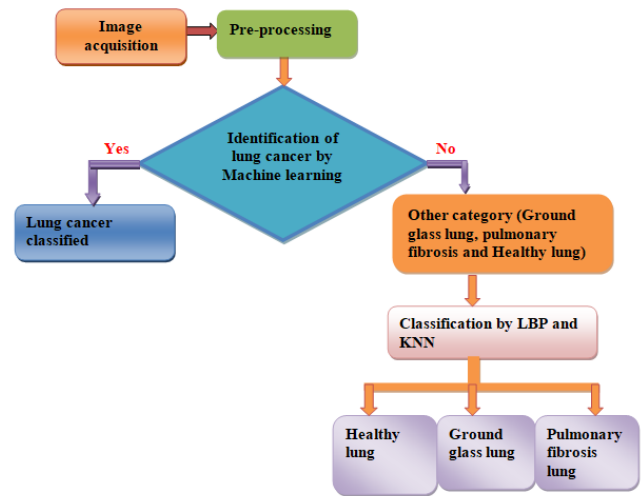 Image
acquisition
Pre-processing
Identification of
lung cancer by
Machine learning
Yes
No
Lung cancer
classified
Other category (Ground
glass lung, pulmonary
fibrosis and Healthy lung)
Classification by LBP and
KNN
Healthy
lung
Ground
glass lung
Pulmonary
fibrosis
lung